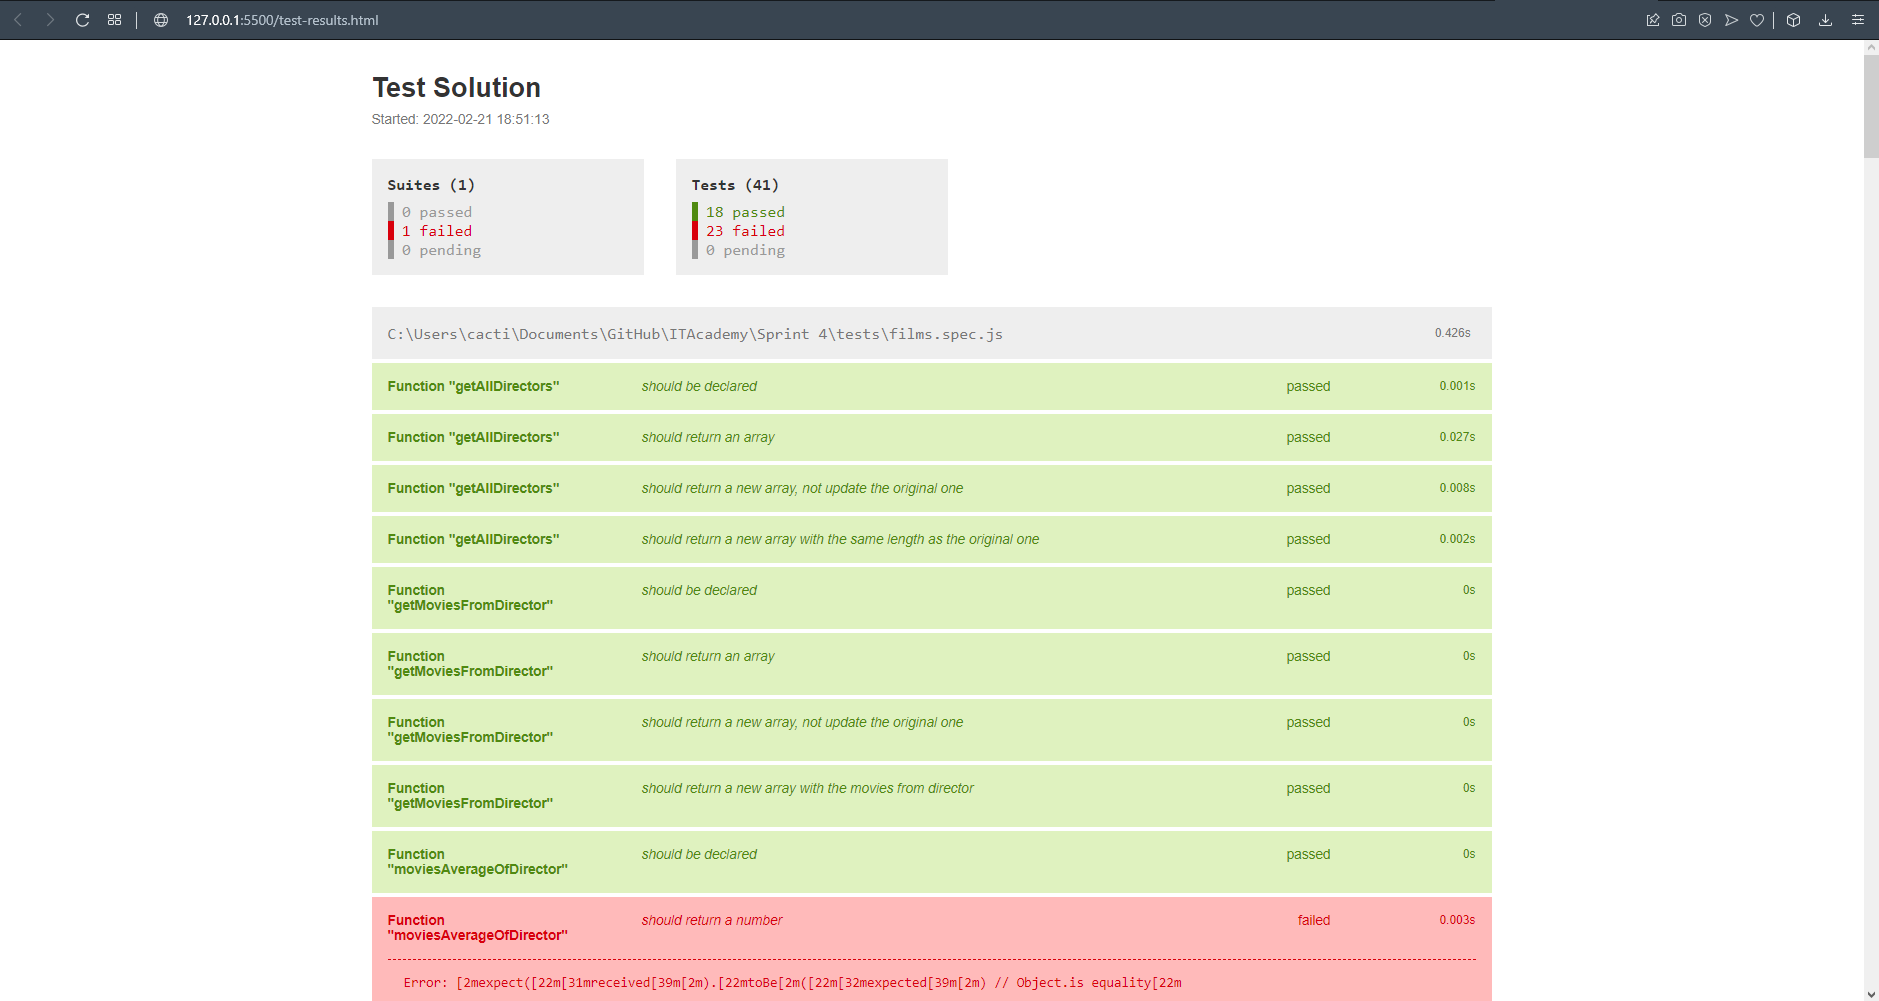 127.0.0.1:5500/test-results.html
Test Solution
Started: 2022-02-21 18:51:13
Suites (1)
0 passed
1 failed
0 pending
Tests (41)
18 passed
23 failed
0 pending
C:\Users\cacti\Documents\GitHub\ITAcademy\Sprint 4\tests\films.spec.js 0.426s
Function "getAllDirectors" should be declared passed 0.001s
Function "getAllDirectors" should return an array passed 0.027s
Function "getAllDirectors" should return a new array, not update the original one passed 0.008s
Function "getAllDirectors" should return a new array with the same length as the original one passed 0.002s
Function should be declared passed 0s
"getMoviesFromDirector"
Function should return an array passed 0s
"getMoviesFromDirector"
Function should return a new array, not update the original one passed 0s
"getMoviesFromDirector"
Function should return a new array with the movies from director passed 0s
"getMoviesFromDirector"
Function should be declared passed 0s
"moviesAverageOfDirector"
Function should return a number failed 0.003s
"moviesAverageOfDirector"
Error: [2mexpect([22m[31mreceived[39m[2m).[22mtoBe[2m([22m[32mexpected[39m[2m) // Object.is equality[22m